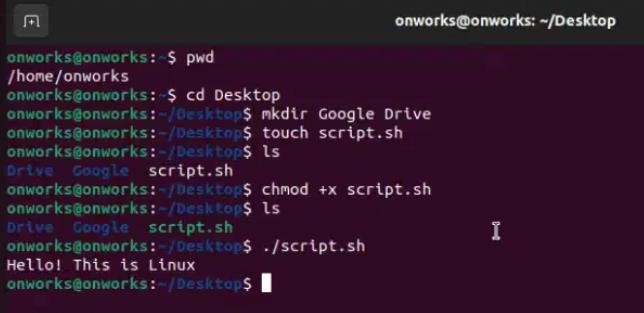 onworks@onworks: ~/Desktop
onworks@onworks:~$ pwd
/home/onworks
onworks@onworks:~$ cd Desktop
onworks@onworks:~/Desktop$ mkdir Google Drive
onworks@onworks:~/Desktop$ touch script.sh
onworks@onworks:~/Desktop$ ls
Drive  Google  script.sh
onworks@onworks:~/Desktop$ chmod +x script.sh
onworks@onworks:~/Desktop$ ls
Drive  Google  script.sh
onworks@onworks:~/Desktop$ ./script.sh
Hello! This is Linux
onworks@onworks:~/Desktop$